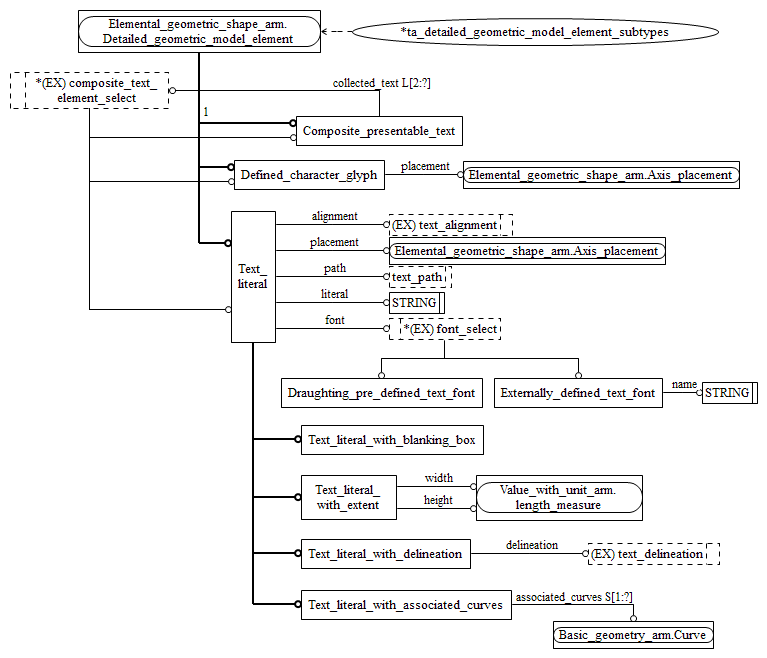 Elemental_geometric_shape_arm.
Detailed_geometric_model_element
*ta_detailed_geometric_model_element_subtypes
*(EX) composite_text_
element_select
collected_text L[2:?]
1
Composite_presentable_text
Defined_character_glyph
placement
Elemental_geometric_shape_arm.Axis_placement
Text_
literal
alignment
(EX) text_alignment
placement
Elemental_geometric_shape_arm.Axis_placement
path
text_path
literal
STRING
font
*(EX) font_select
Draughting_pre_defined_text_font
Externally_defined_text_font
name
STRING
Text_literal_with_blanking_box
Text_literal_
with_extent
width
height
Value_with_unit_arm.
length_measure
Text_literal_with_delineation
delineation
(EX) text_delineation
Text_literal_with_associated_curves
associated_curves S[1:?]
Basic_geometry_arm.Curve